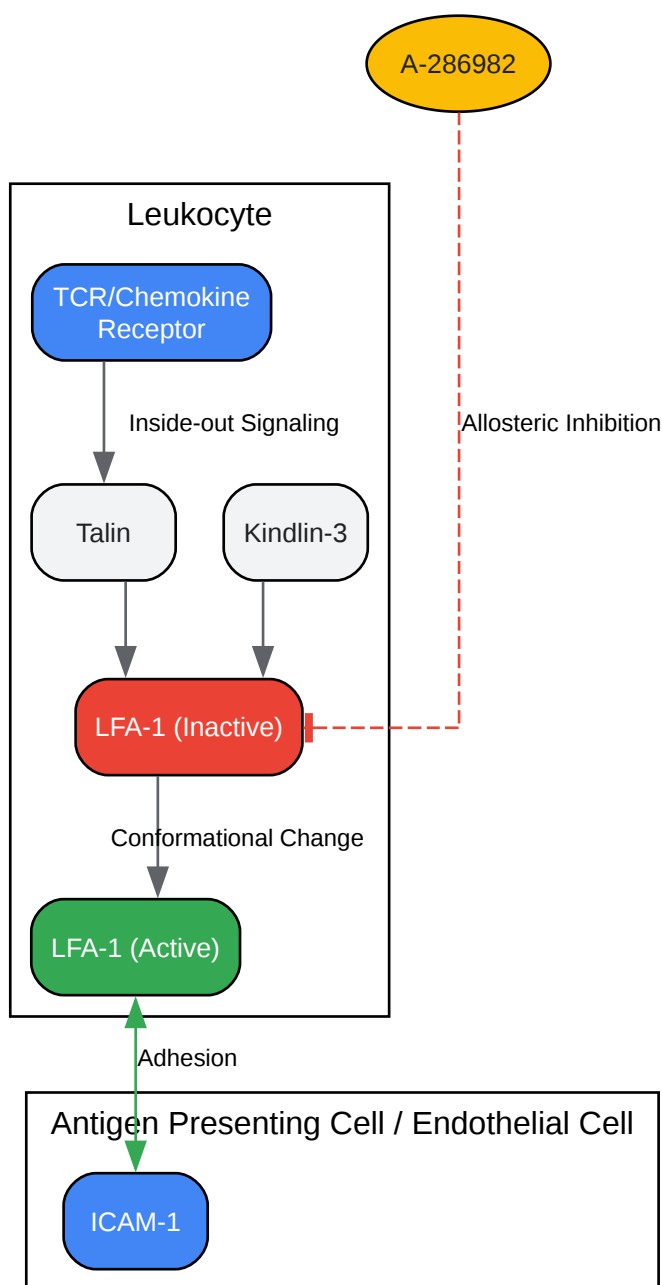 A-286982
Leukocyte
TCR/Chemokine
Receptor
Inside-out Signaling
Allosteric Inhibition
Talin
Kindlin-3
LFA-1 (Inactive)
Conformational Change
LFA-1 (Active)
Adhesion
Antigen Presenting Cell / Endothelial Cell
ICAM-1